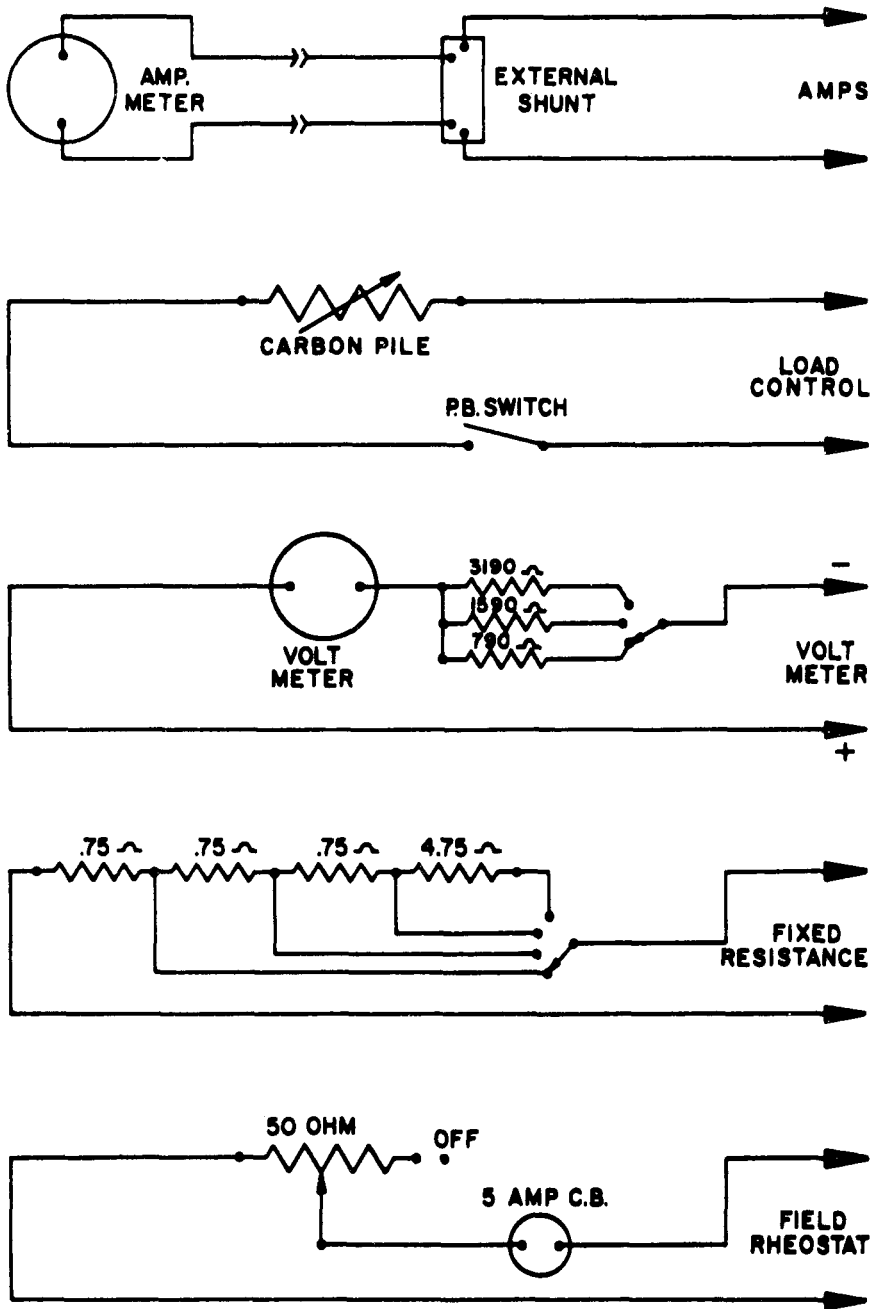 AMP.
METER
EXTERNAL
SHUNT
AMPS
CARBON PILE
LOAD
CONTROL
P.B. SWITCH
3190 Ω
1590 Ω
790 Ω
VOLT
METER
−
VOLT
METER
+
.75 Ω
.75 Ω
.75 Ω
4.75 Ω
FIXED
RESISTANCE
50 OHM
OFF
5 AMP C.B.
FIELD
RHEOSTAT